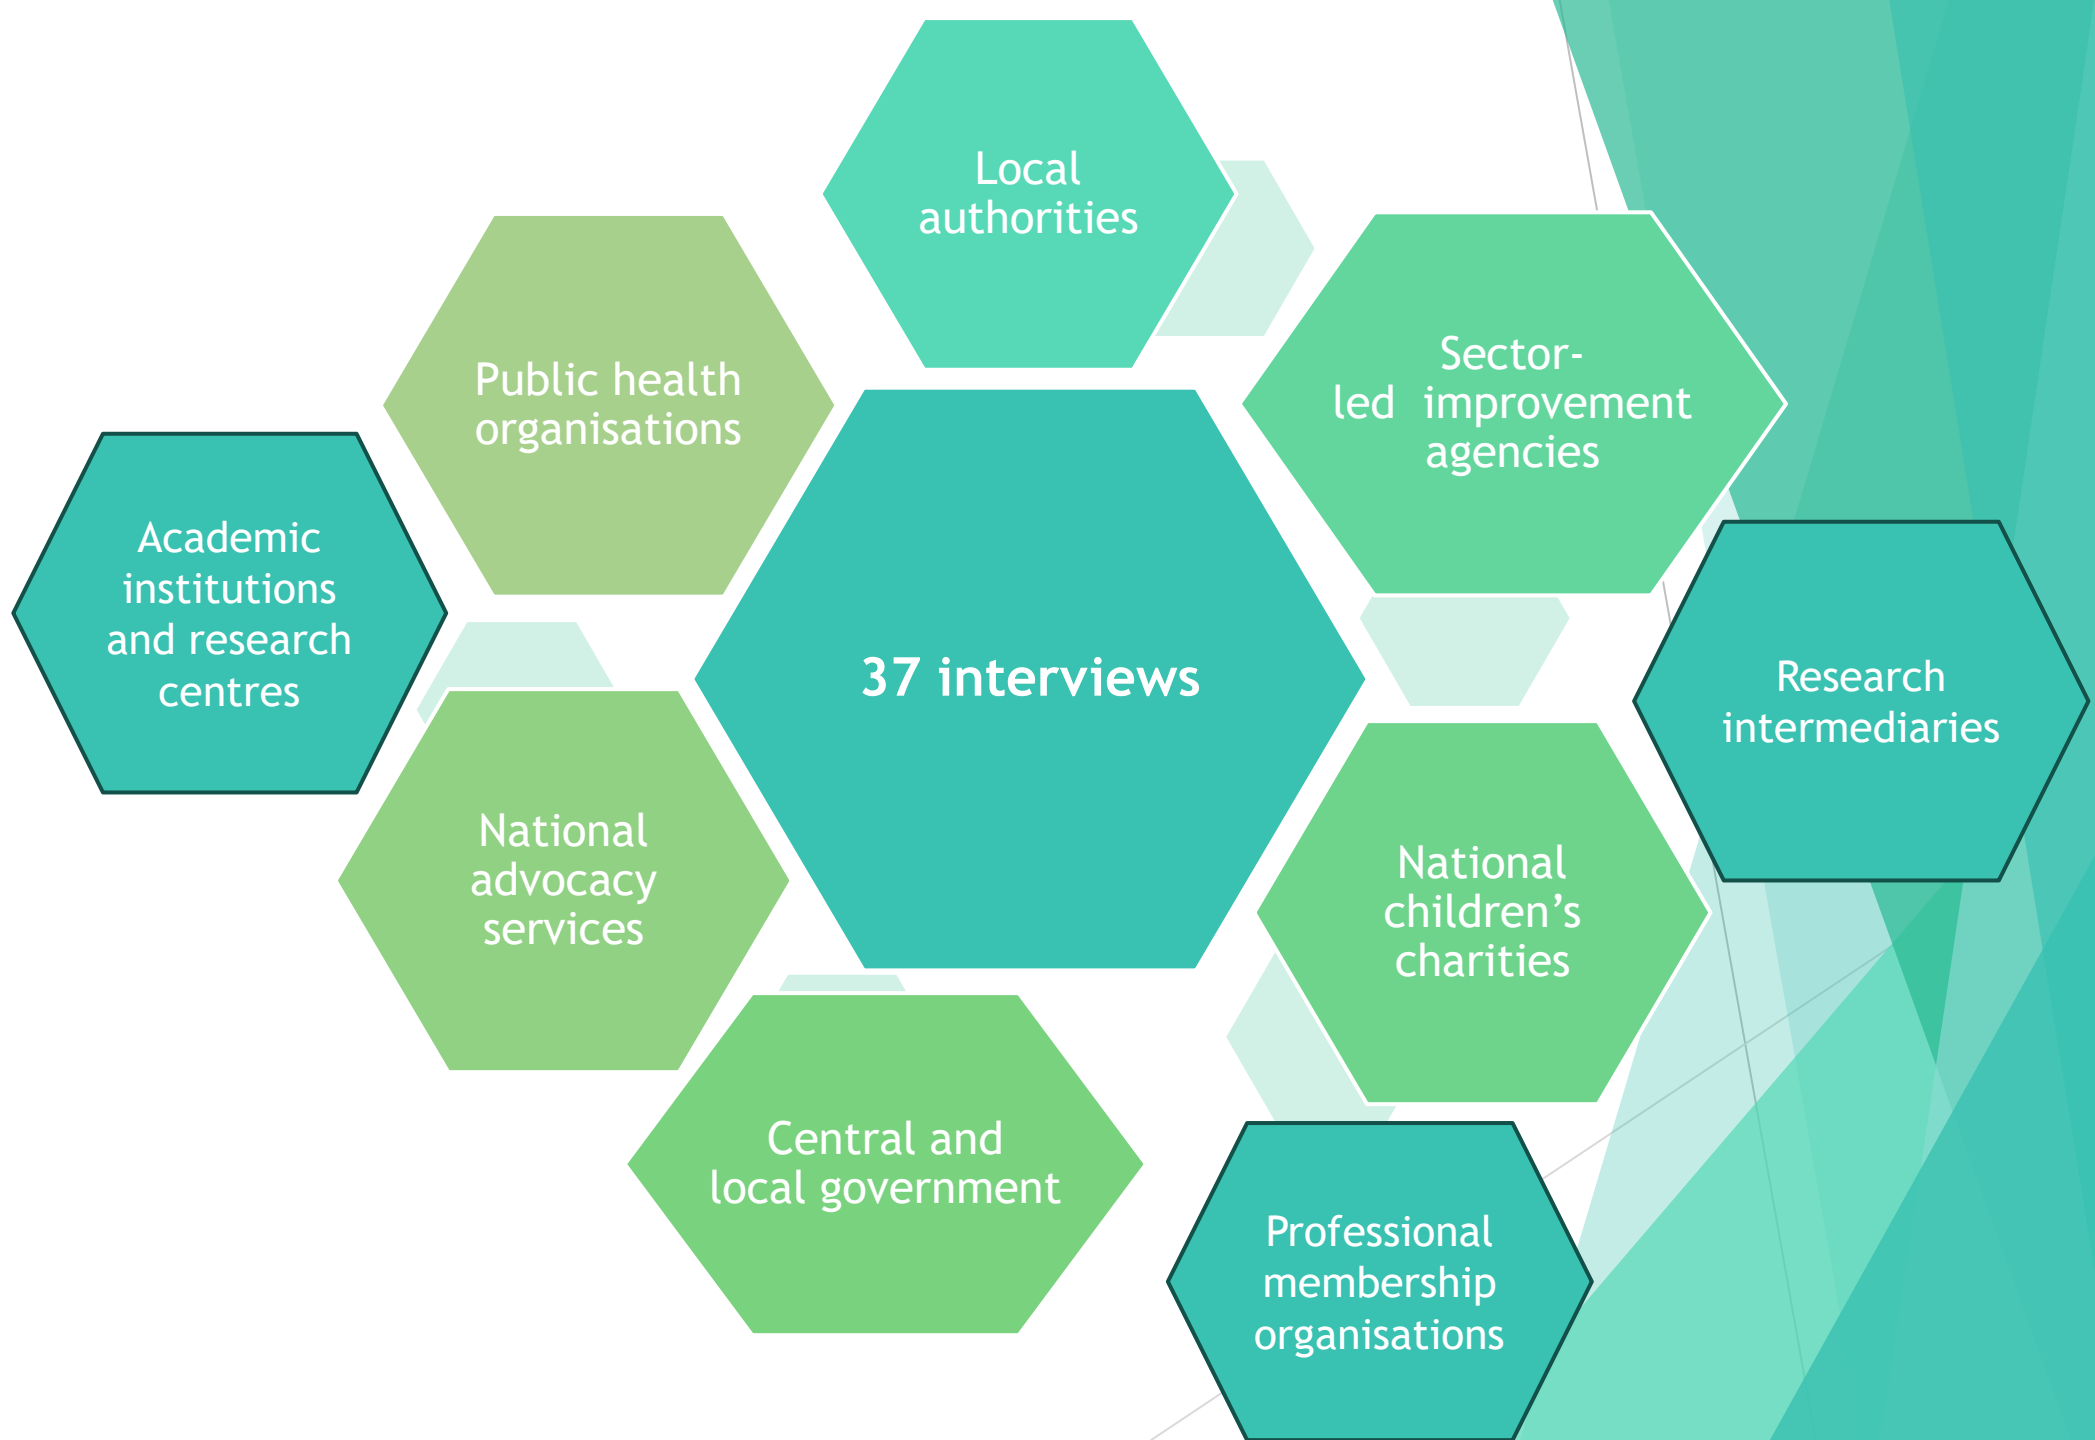 Local
authorities
Public health
organisations
Sector-
led  improvement
agencies
Academic
institutions
and research
centres
37 interviews
Research
intermediaries
National
advocacy
services
National
children’s
charities
Central and
local government
Professional
membership
organisations